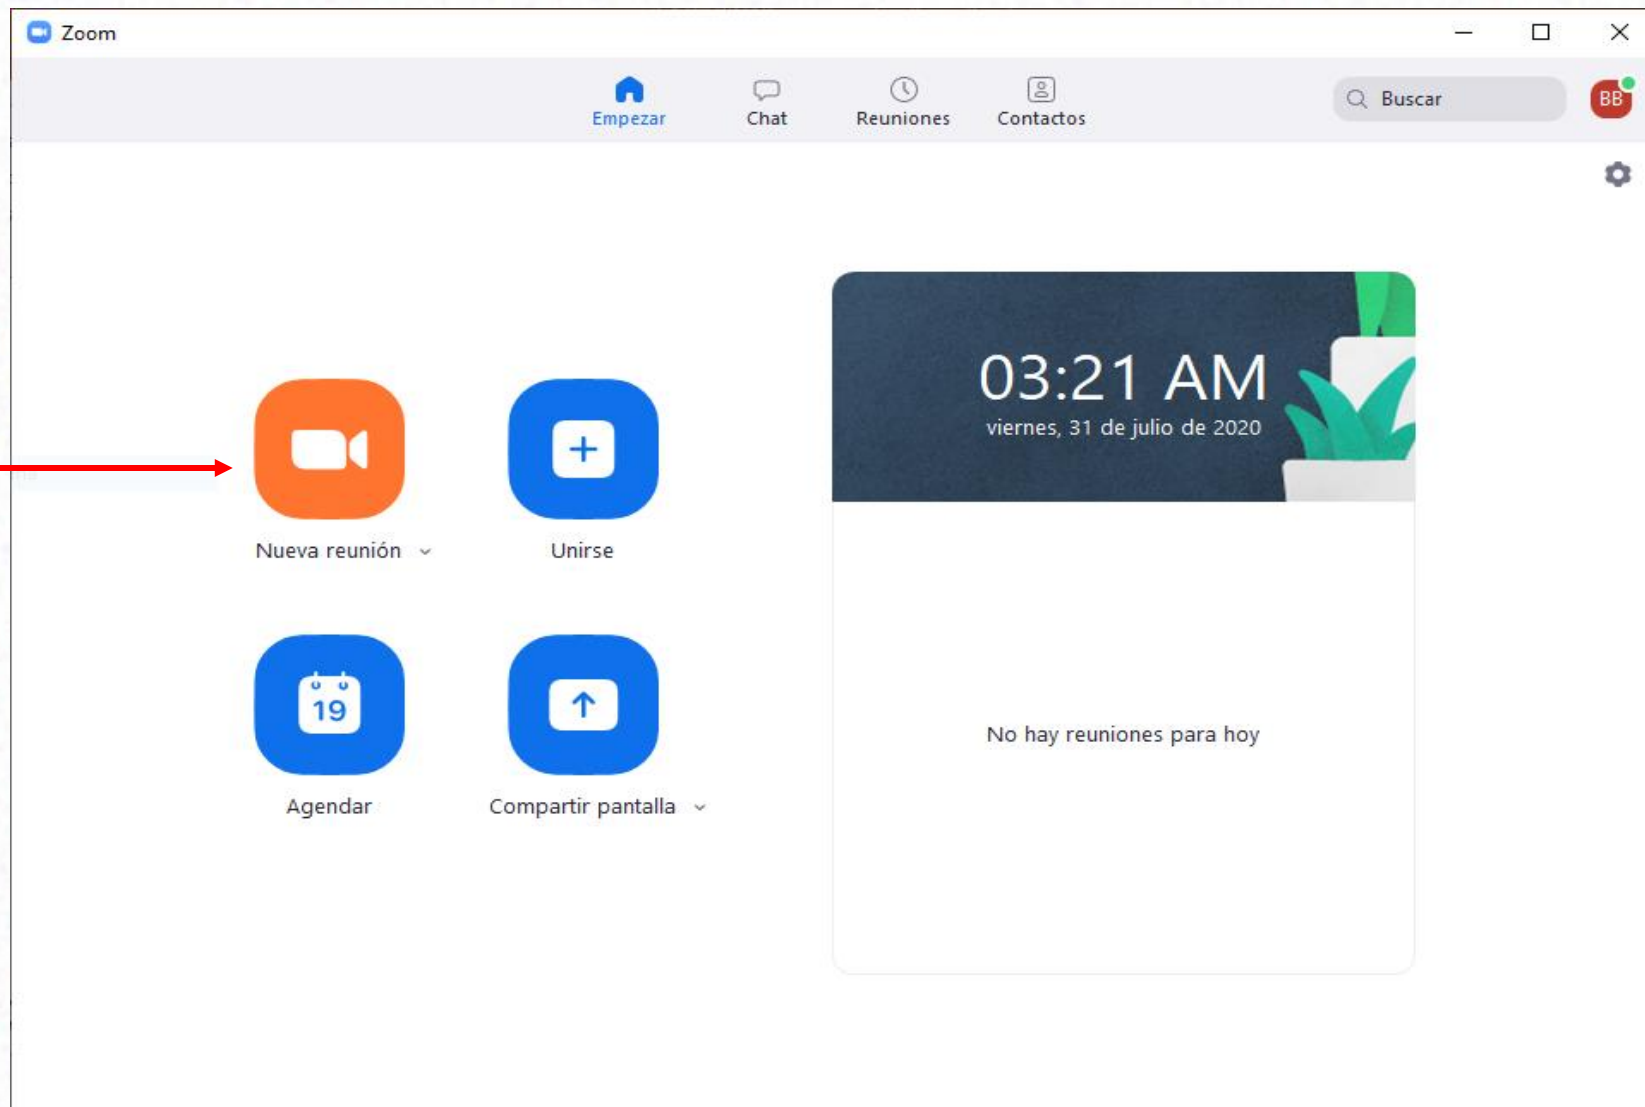 Zoom
Empezar
Chat
Reuniones
Contactos
Buscar
BB
03:21 AM
viernes, 31 de julio de 2020
Nueva reunión
Unirse
19
Agendar
Compartir pantalla
No hay reuniones para hoy